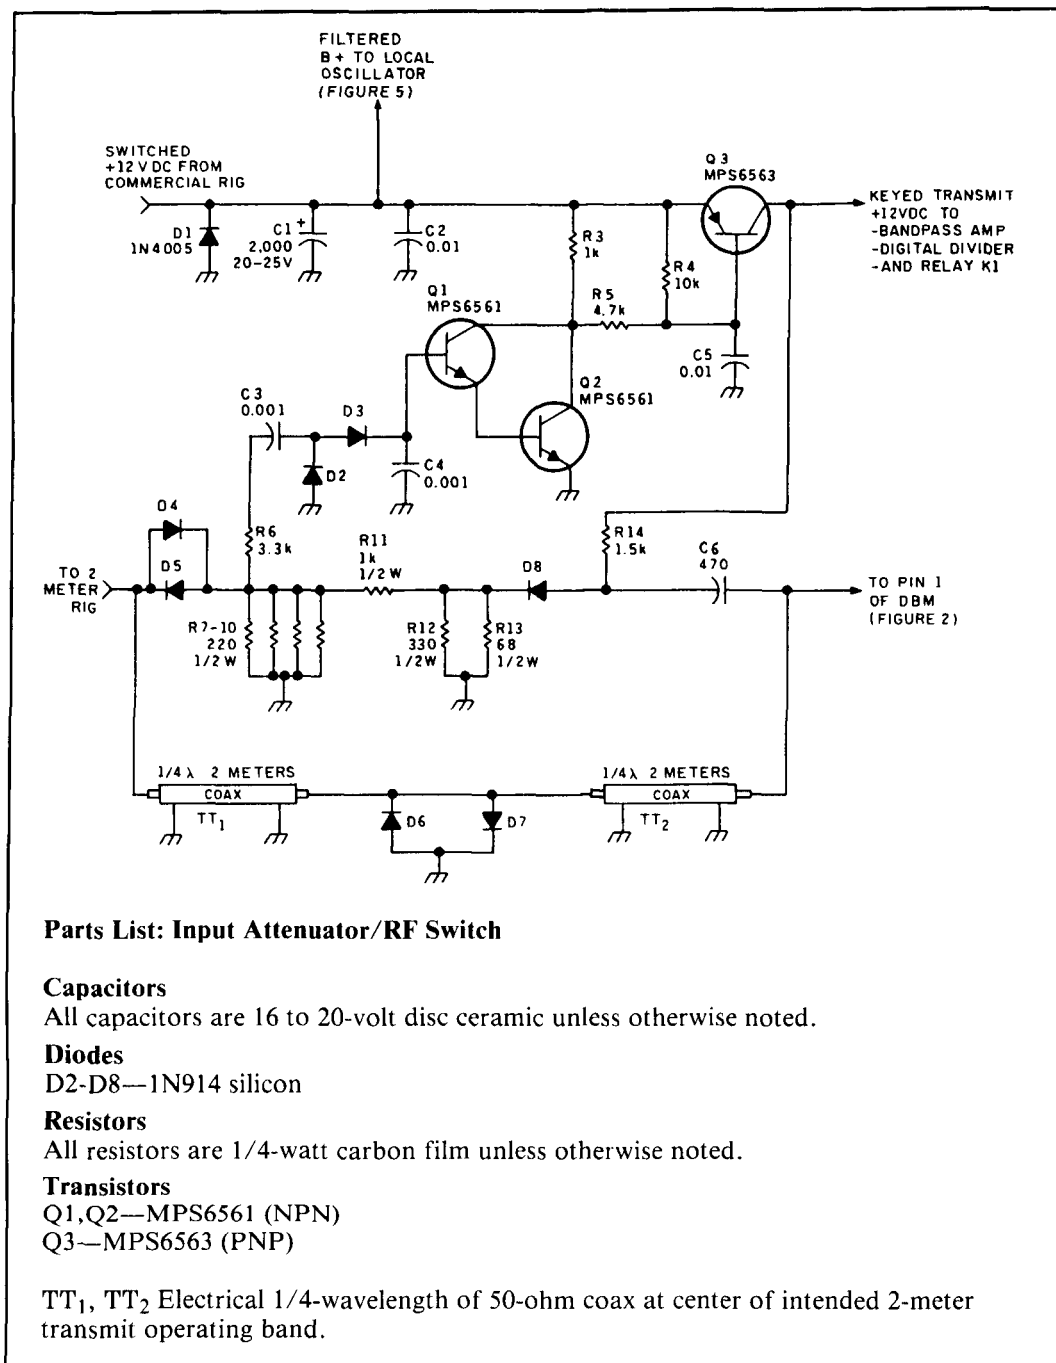 FILTERED
B+ TO LOCAL
OSCILLATOR
(FIGURE 5)
SWITCHED
+12 VDC FROM
COMMERCIAL RIG
Q3
MPS6563
KEYED TRANSMIT
+12VDC TO
-BANDPASS AMP
-DIGITAL DIVIDER
-AND RELAY K1
D1
1N4005
C1
2,000
20-25V
+
C2
0.01
R3
1k
R4
10k
R5
4.7k
Q1
MPS6561
C5
0.01
Q2
MPS6561
C3
0.001
D3
D2
C4
0.001
D4
R6
3.3k
R11
1k
1/2W
R14
1.5k
C6
470
D5
D8
TO 2
METER
RIG
TO PIN 1
OF DBM
(FIGURE 2)
R7-10
220
1/2W
R12
330
1/2W
R13
68
1/2W
1/4 λ 2 METERS
COAX
TT1
D6
D7
1/4 λ 2 METERS
COAX
TT2
Parts List: Input Attenuator/RF Switch
Capacitors
All capacitors are 16 to 20-volt disc ceramic unless otherwise noted.
Diodes
D2-D8—1N914 silicon
Resistors
All resistors are 1/4-watt carbon film unless otherwise noted.
Transistors
Q1,Q2—MPS6561 (NPN)
Q3—MPS6563 (PNP)
TT1, TT2 Electrical 1/4-wavelength of 50-ohm coax at center of intended 2-meter
transmit operating band.